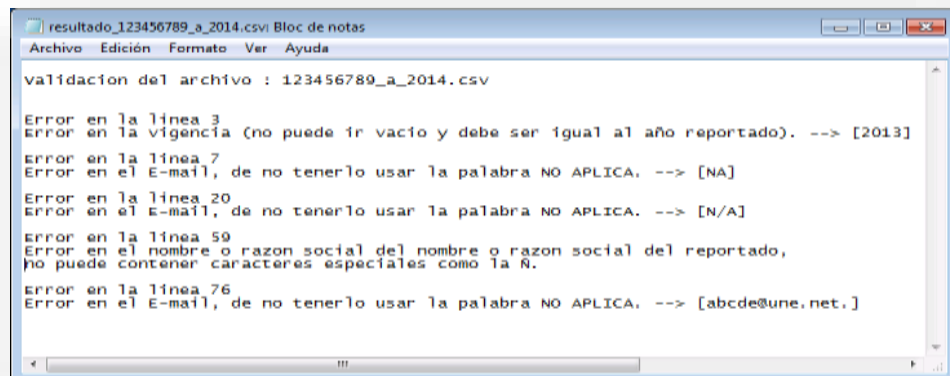 resultado_123456789_a_2014.csv: Bloc de notas
Archivo Edición Formato Ver Ayuda
validacion del archivo : 123456789_a_2014.csv
Error en la linea 3
Error en la vigencia (no puede ir vacio y debe ser igual al año reportado). --> [2013]
Error en la linea 7
Error en el E-mail, de no tenerlo usar la palabra NO APLICA. --> [NA]
Error en la linea 20
Error en el E-mail, de no tenerlo usar la palabra NO APLICA. --> [N/A]
Error en la linea 59
Error en el nombre o razon social del nombre o razon social del reportado,
no puede contener caracteres especiales como la Ñ.
Error en la linea 76
Error en el E-mail, de no tenerlo usar la palabra NO APLICA. --> [abcde@une.net.]